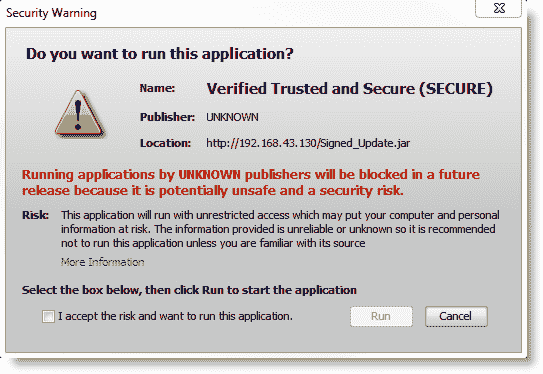 Security Warning
Do you want to run this application?
Name: Verified Trusted and Secure (SECURE)
Publisher: UNKNOWN
Location: http://192.168.43.130/Signed_Update.jar
Running applications by UNKNOWN publishers will be blocked in a future
release because it is potentially unsafe and a security risk.
Risk: This application will run with unrestricted access which may put your computer and personal
information at risk. The information provided is unreliable or unknown so it is recommended
not to run this application unless you are familiar with its source
More Information
Select the box below, then click Run to start the application
I accept the risk and want to run this application. Run Cancel